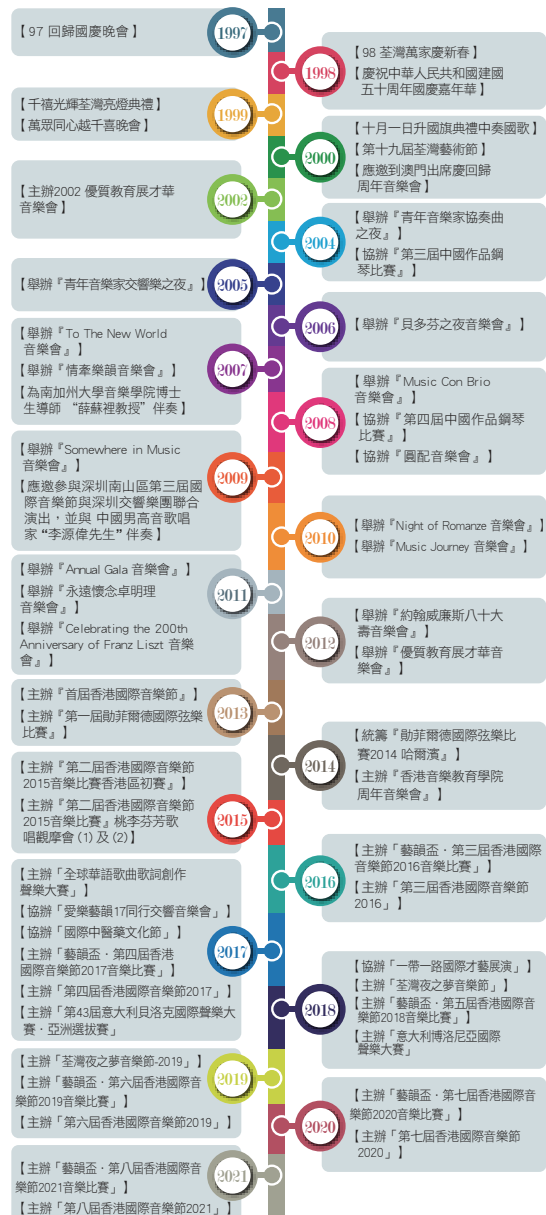 【97 回歸國慶晚會】
1997
1998
【98 荃灣萬家慶新春】
【慶祝中華人民共和國建國
五十周年國慶嘉年華】
【千禧光輝荃灣亮燈典禮】
【萬眾同心越千喜晚會】
1999
2000
【十月一日升國旗典禮中奏國歌】
【第十九屆荃灣藝術節】
【應邀到澳門出席慶回歸
周年音樂會】
【主辦2002 優質教育展才華
音樂會】
2002
2004
【舉辦『青年音樂家協奏曲
之夜』】
【協辦『第三屆中國作品鋼
琴比賽』】
【舉辦『青年音樂家交響樂之夜』】
2005
2006
【舉辦『貝多芬之夜音樂會』】
【舉辦『To The New World
音樂會』】
【舉辦『情牽樂韻音樂會』】
【為南加州大學音樂學院博士
生導師 “薛蘇裡教授” 伴奏】
2007
2008
【舉辦『Music Con Brio
音樂會』】
【協辦『第四屆中國作品鋼琴
比賽』】
【協辦『圓配音樂會』】
【舉辦『Somewhere in Music
音樂會』】
【應邀參與深圳南山區第三屆國
際音樂節與深圳交響樂團聯合
演出，並與 中國男高音歌唱
家 “李源偉先生” 伴奏】
2009
2010
【舉辦『Night of Romanze 音樂會』】
【舉辦『Music Journey 音樂會』】
【舉辦『Annual Gala 音樂會』】
【舉辦『永遠懷念卓明理
音樂會』】
【舉辦『Celebrating the 200th
Anniversary of Franz Liszt 音樂
會』】
2011
2012
【舉辦『約翰威廉斯八十大
壽音樂會』】
【舉辦『優質教育展才華音
樂會』】
【主辦『首屆香港國際音樂節』】
【主辦『第一屆勛菲爾德國際弦樂
比賽』】
2013
2014
【統籌『勛菲爾德國際弦樂比
賽2014 哈爾濱』】
【主辦『香港音樂教育學院
周年音樂會』】
【主辦『第二屆香港國際音樂節
2015音樂比賽香港區初賽』】
【主辦『第二屆香港國際音樂節
2015音樂比賽』桃李芬芳歌
唱觀摩會 (1) 及 (2)】
2015
2016
【主辦「藝韻盃．第三屆香港國際
音樂節2016音樂比賽」】
【主辦「第三屆香港國際音樂節
2016」】
【主辦「全球華語歌曲歌詞創作
聲樂大賽」】
【協辦「愛樂藝韻17同行交響音樂會」】
【協辦「國際中醫藥文化節」】
【主辦「藝韻盃．第四屆香港
國際音樂節2017音樂比賽」】
【主辦「第四屆香港國際音樂節2017」】
【主辦「第43屆意大利貝洛克國際聲樂大
賽．亞洲選拔賽」】
2017
2018
【協辦「一帶一路國際才藝展演」】
【主辦「荃灣夜之夢音樂節」】
【主辦「藝韻盃．第五屆香港國際音
樂節2018音樂比賽」】
【主辦「意大利博洛尼亞國際
聲樂大賽」
【主辦「荃灣夜之夢音樂節-2019」】
【主辦「藝韻盃．第六屆香港國際音
樂節2019音樂比賽」】
【主辦「第六屆香港國際音樂節2019」】
2019
2020
【主辦「藝韻盃．第七屆香港國際音
樂節2020音樂比賽」】
【主辦「第七屆香港國際音樂節
2020」】
【主辦「藝韻盃．第八屆香港國際音
樂節2021音樂比賽」】
【主辦「第八屆香港國際音樂節2021」】
2021